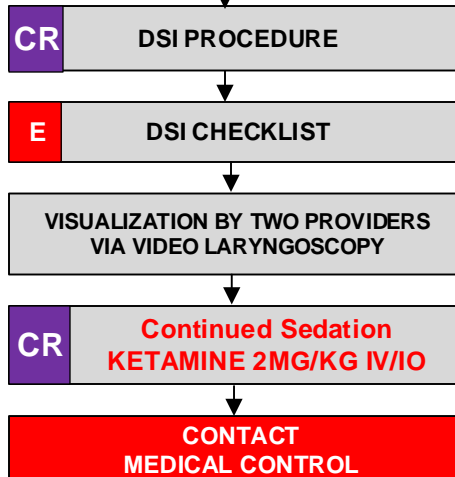 CR DSI PROCEDURE
E DSI CHECKLIST
VISUALIZATION BY TWO PROVIDERS
VIA VIDEO LARYNGOSCOPY
CR Continued Sedation
KETAMINE 2MG/KG IV/IO
CONTACT
MEDICAL CONTROL